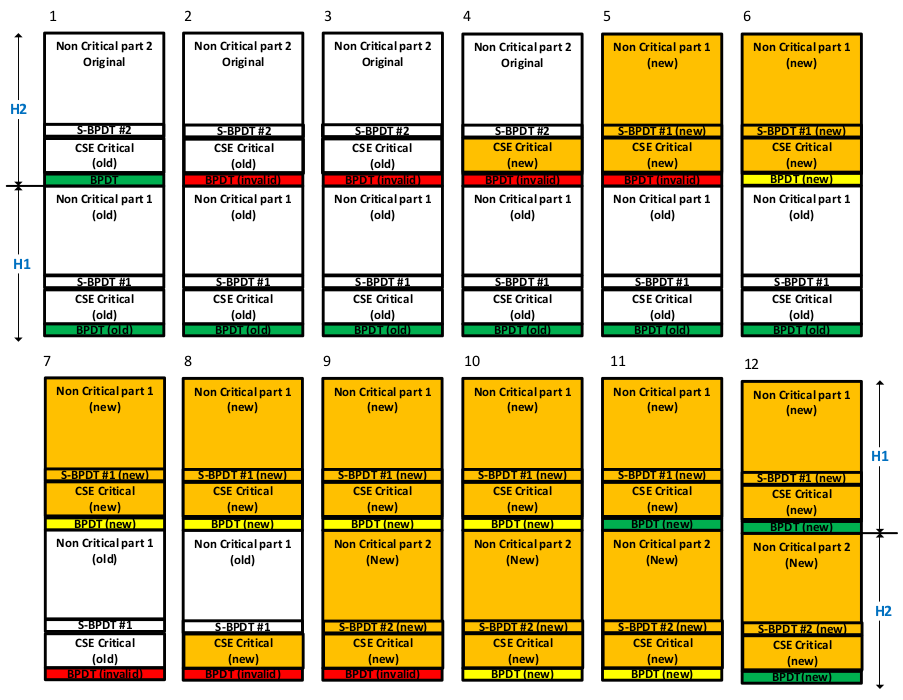 1
2
3
4
5
6
H2
H1
Non Critical part 2
Original
S-BPDT #2
CSE Critical
(old)
BPDT
Non Critical part 1
(old)
S-BPDT #1
CSE Critical
(old)
BPDT (old)
Non Critical part 2
Original
S-BPDT #2
CSE Critical
(old)
BPDT (invalid)
Non Critical part 1
(old)
S-BPDT #1
CSE Critical
(old)
BPDT (old)
Non Critical part 2
Original
S-BPDT #2
CSE Critical
(old)
BPDT (invalid)
Non Critical part 1
(old)
S-BPDT #1
CSE Critical
(old)
BPDT (old)
Non Critical part 2
Original
S-BPDT #2
CSE Critical
(new)
BPDT (invalid)
Non Critical part 1
(old)
S-BPDT #1
CSE Critical
(old)
BPDT (old)
Non Critical part 1
(new)
S-BPDT #1 (new)
CSE Critical
(new)
BPDT (invalid)
Non Critical part 1
(old)
S-BPDT #1
CSE Critical
(old)
BPDT (old)
Non Critical part 1
(new)
S-BPDT #1 (new)
CSE Critical
(new)
BPDT (new)
Non Critical part 1
(old)
S-BPDT #1
CSE Critical
(old)
BPDT (old)
7
8
9
10
11
12
Non Critical part 1
(new)
S-BPDT #1 (new)
CSE Critical
(new)
BPDT (new)
Non Critical part 1
(old)
S-BPDT #1
CSE Critical
(old)
BPDT (invalid)
Non Critical part 1
(new)
S-BPDT #1 (new)
CSE Critical
(new)
BPDT (new)
Non Critical part 1
(old)
S-BPDT #1
CSE Critical
(new)
BPDT (invalid)
Non Critical part 1
(new)
S-BPDT #1 (new)
CSE Critical
(new)
BPDT (new)
Non Critical part 2
(New)
S-BPDT #2 (new)
CSE Critical
(new)
BPDT (invalid)
Non Critical part 1
(new)
S-BPDT #1 (new)
CSE Critical
(new)
BPDT (new)
Non Critical part 2
(New)
S-BPDT #2 (new)
CSE Critical
(new)
BPDT (new)
Non Critical part 1
(new)
S-BPDT #1 (new)
CSE Critical
(new)
BPDT (new)
Non Critical part 2
(New)
S-BPDT #2 (new)
CSE Critical
(new)
BPDT (new)
Non Critical part 1
(new)
S-BPDT #1 (new)
CSE Critical
(new)
BPDT (new)
Non Critical part 2
(New)
S-BPDT #2 (new)
CSE Critical
(new)
BPDT (new)
H1
H2